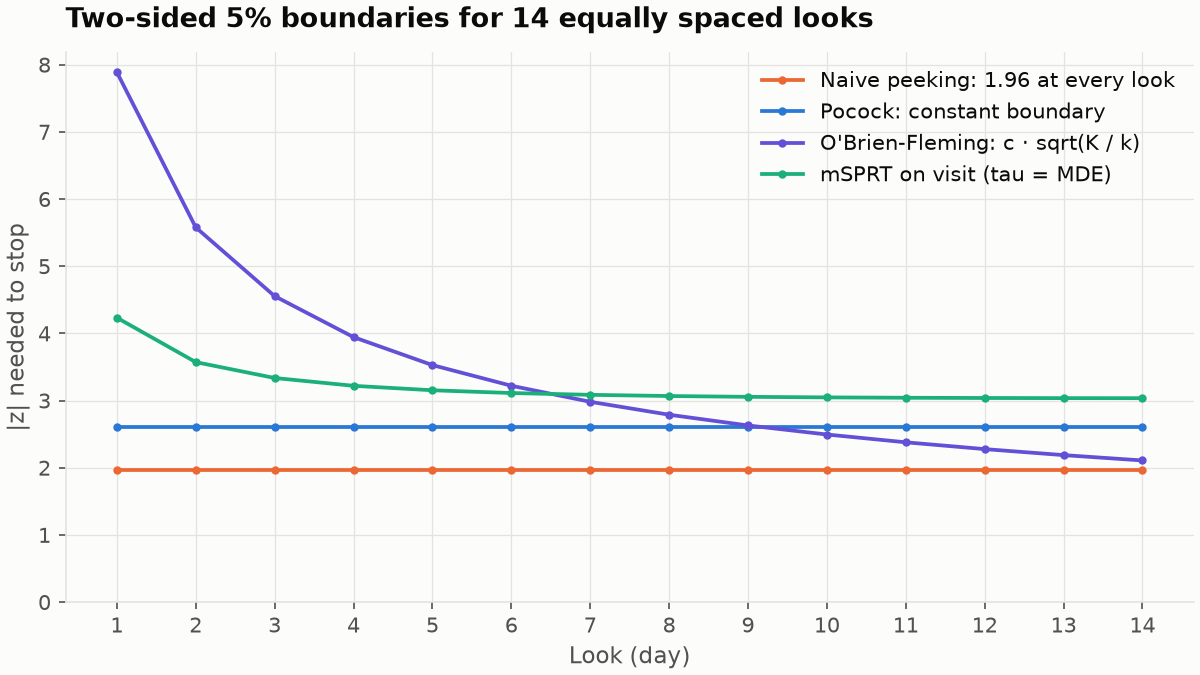 Two-sided 5% boundaries for 14 equally spaced looks
Naive peeking: 1.96 at every look
Pocock: constant boundary
O'Brien-Fleming: c · sqrt(K / k)
mSPRT on visit (tau = MDE)
|z| needed to stop
8
7
6
5
4
3
2
1
0
1 2 3 4 5 6 7 8 9 10 11 12 13 14
Look (day)